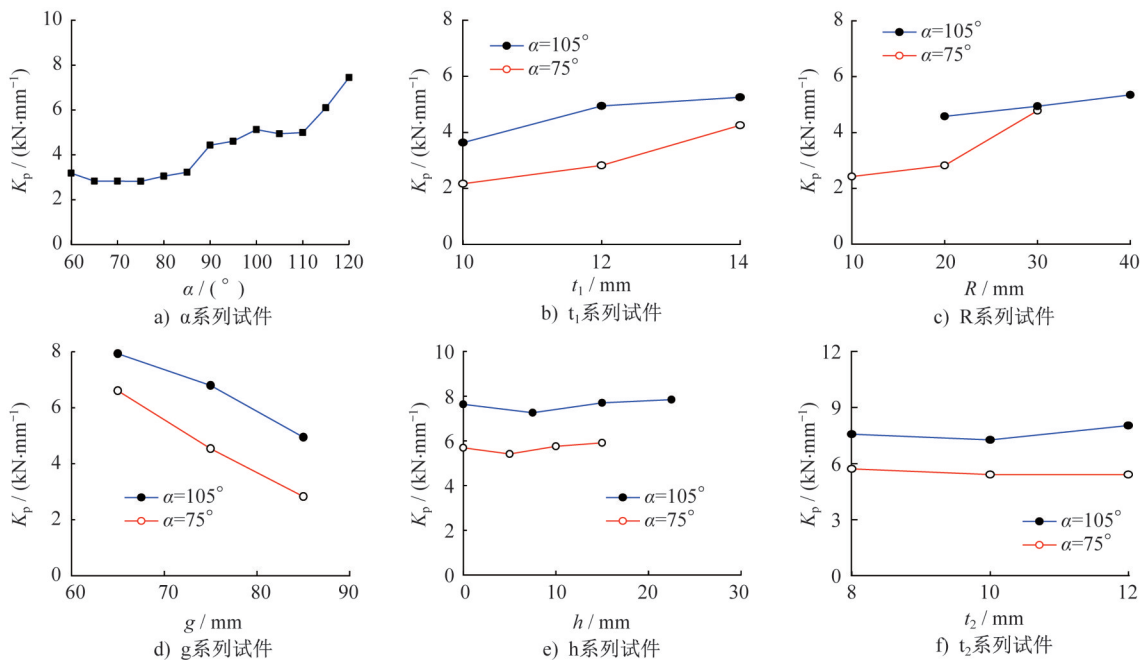 10
8
6
4
2
0
K_p / (kN·mm⁻¹)
60 70 80 90 100 110 120
α / (°)
a) α系列试件
8
6
4
2
0
K_p / (kN·mm⁻¹)
α=105°
α=75°
10 12 14
t₁ / mm
b) t₁系列试件
8
6
4
2
0
K_p / (kN·mm⁻¹)
α=105°
α=75°
10 20 30 40
R / mm
c) R系列试件
8
6
4
2
0
K_p / (kN·mm⁻¹)
α=105°
α=75°
60 70 80 90
g / mm
d) g系列试件
10
8
6
4
2
0
K_p / (kN·mm⁻¹)
α=105°
α=75°
0 10 20 30
h / mm
e) h系列试件
12
9
6
3
0
K_p / (kN·mm⁻¹)
α=105°
α=75°
8 10 12
t₂ / mm
f) t₂系列试件